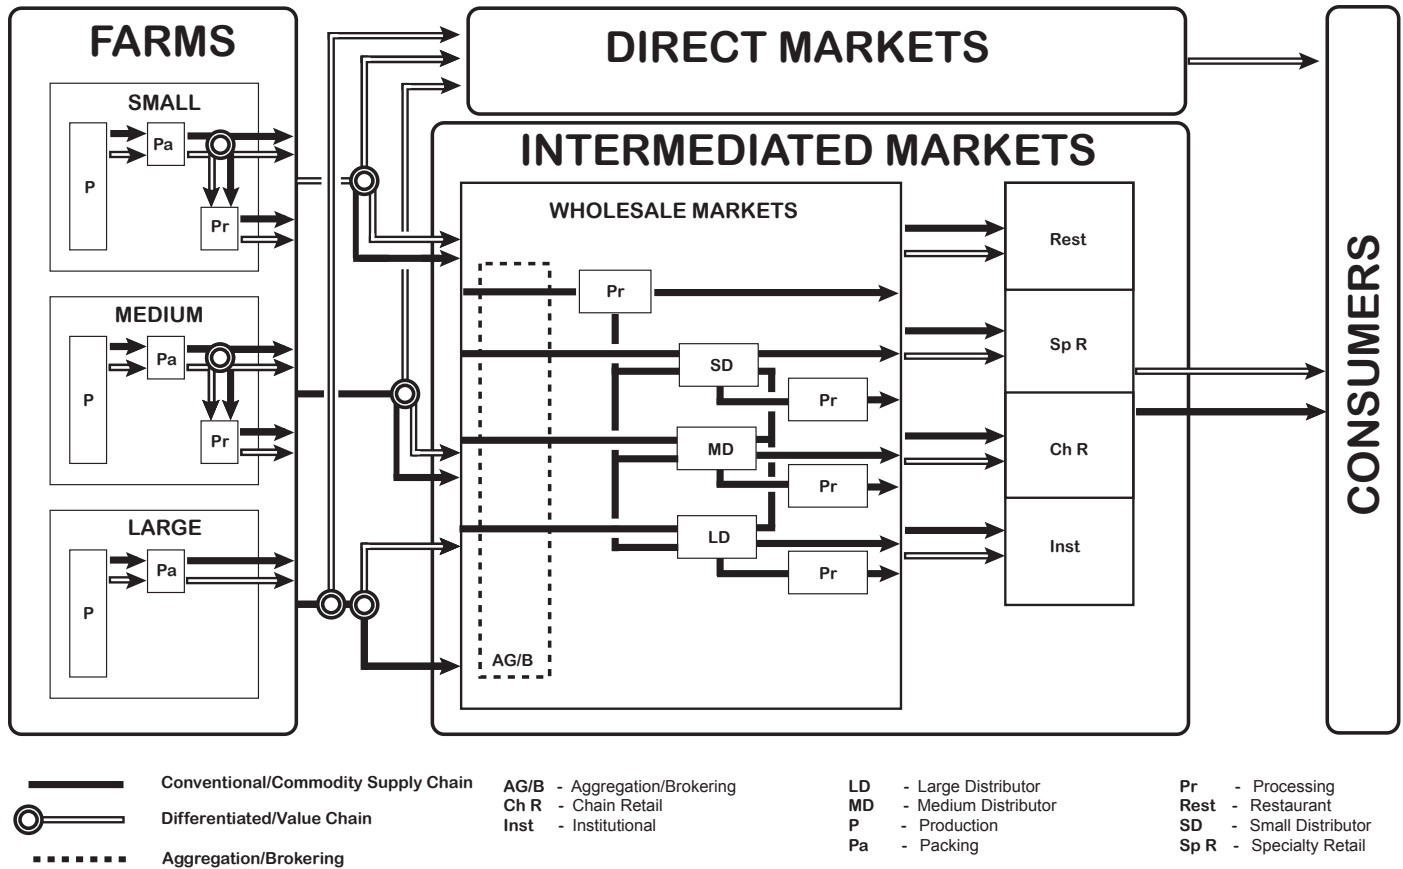 FARMS
SMALL
P
Pa
Pr
MEDIUM
P
Pa
Pr
LARGE
P
Pa
DIRECT MARKETS
INTERMEDIATED MARKETS
WHOLESALE MARKETS
Pr
SD
Pr
MD
Pr
LD
Pr
AG/B
Rest
Sp R
Ch R
Inst
CONSUMERS
Conventional/Commodity Supply Chain
Differentiated/Value Chain
Aggregation/Brokering
AG/B - Aggregation/Brokering
Ch R - Chain Retail
Inst - Institutional
LD - Large Distributor
MD - Medium Distributor
P - Production
Pa - Packing
Pr - Processing
Rest - Restaurant
SD - Small Distributor
Sp R - Specialty Retail